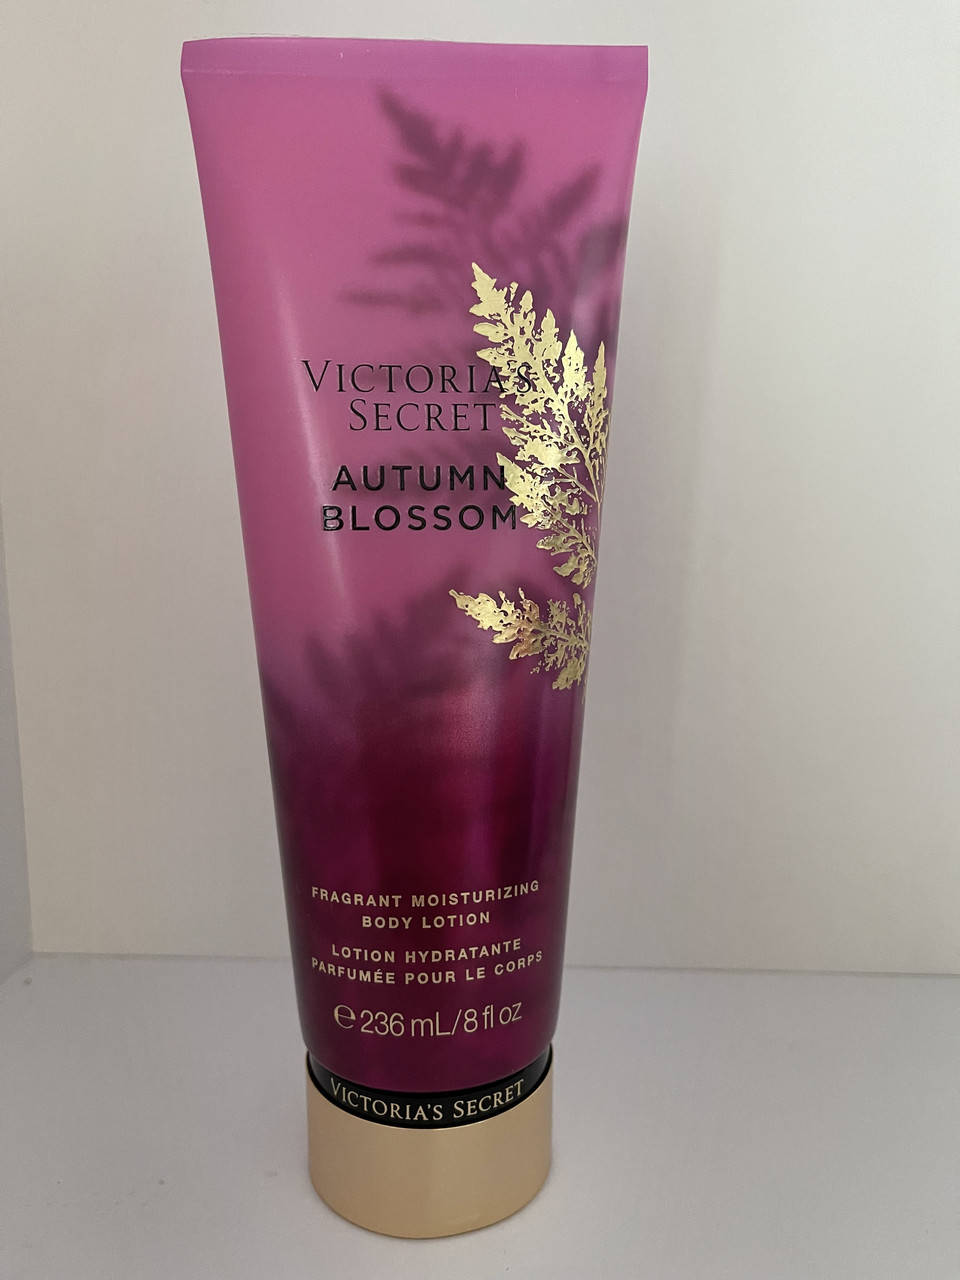 VICTORIA'S
SECRET
AUTUMN
BLOSSOM
FRAGRANT MOISTURIZING
BODY LOTION
LOTION HYDRATANTE
PARFUMÉE POUR LE CORPS
℮236 mL/8 fl oz
VICTORIA'S SECRET